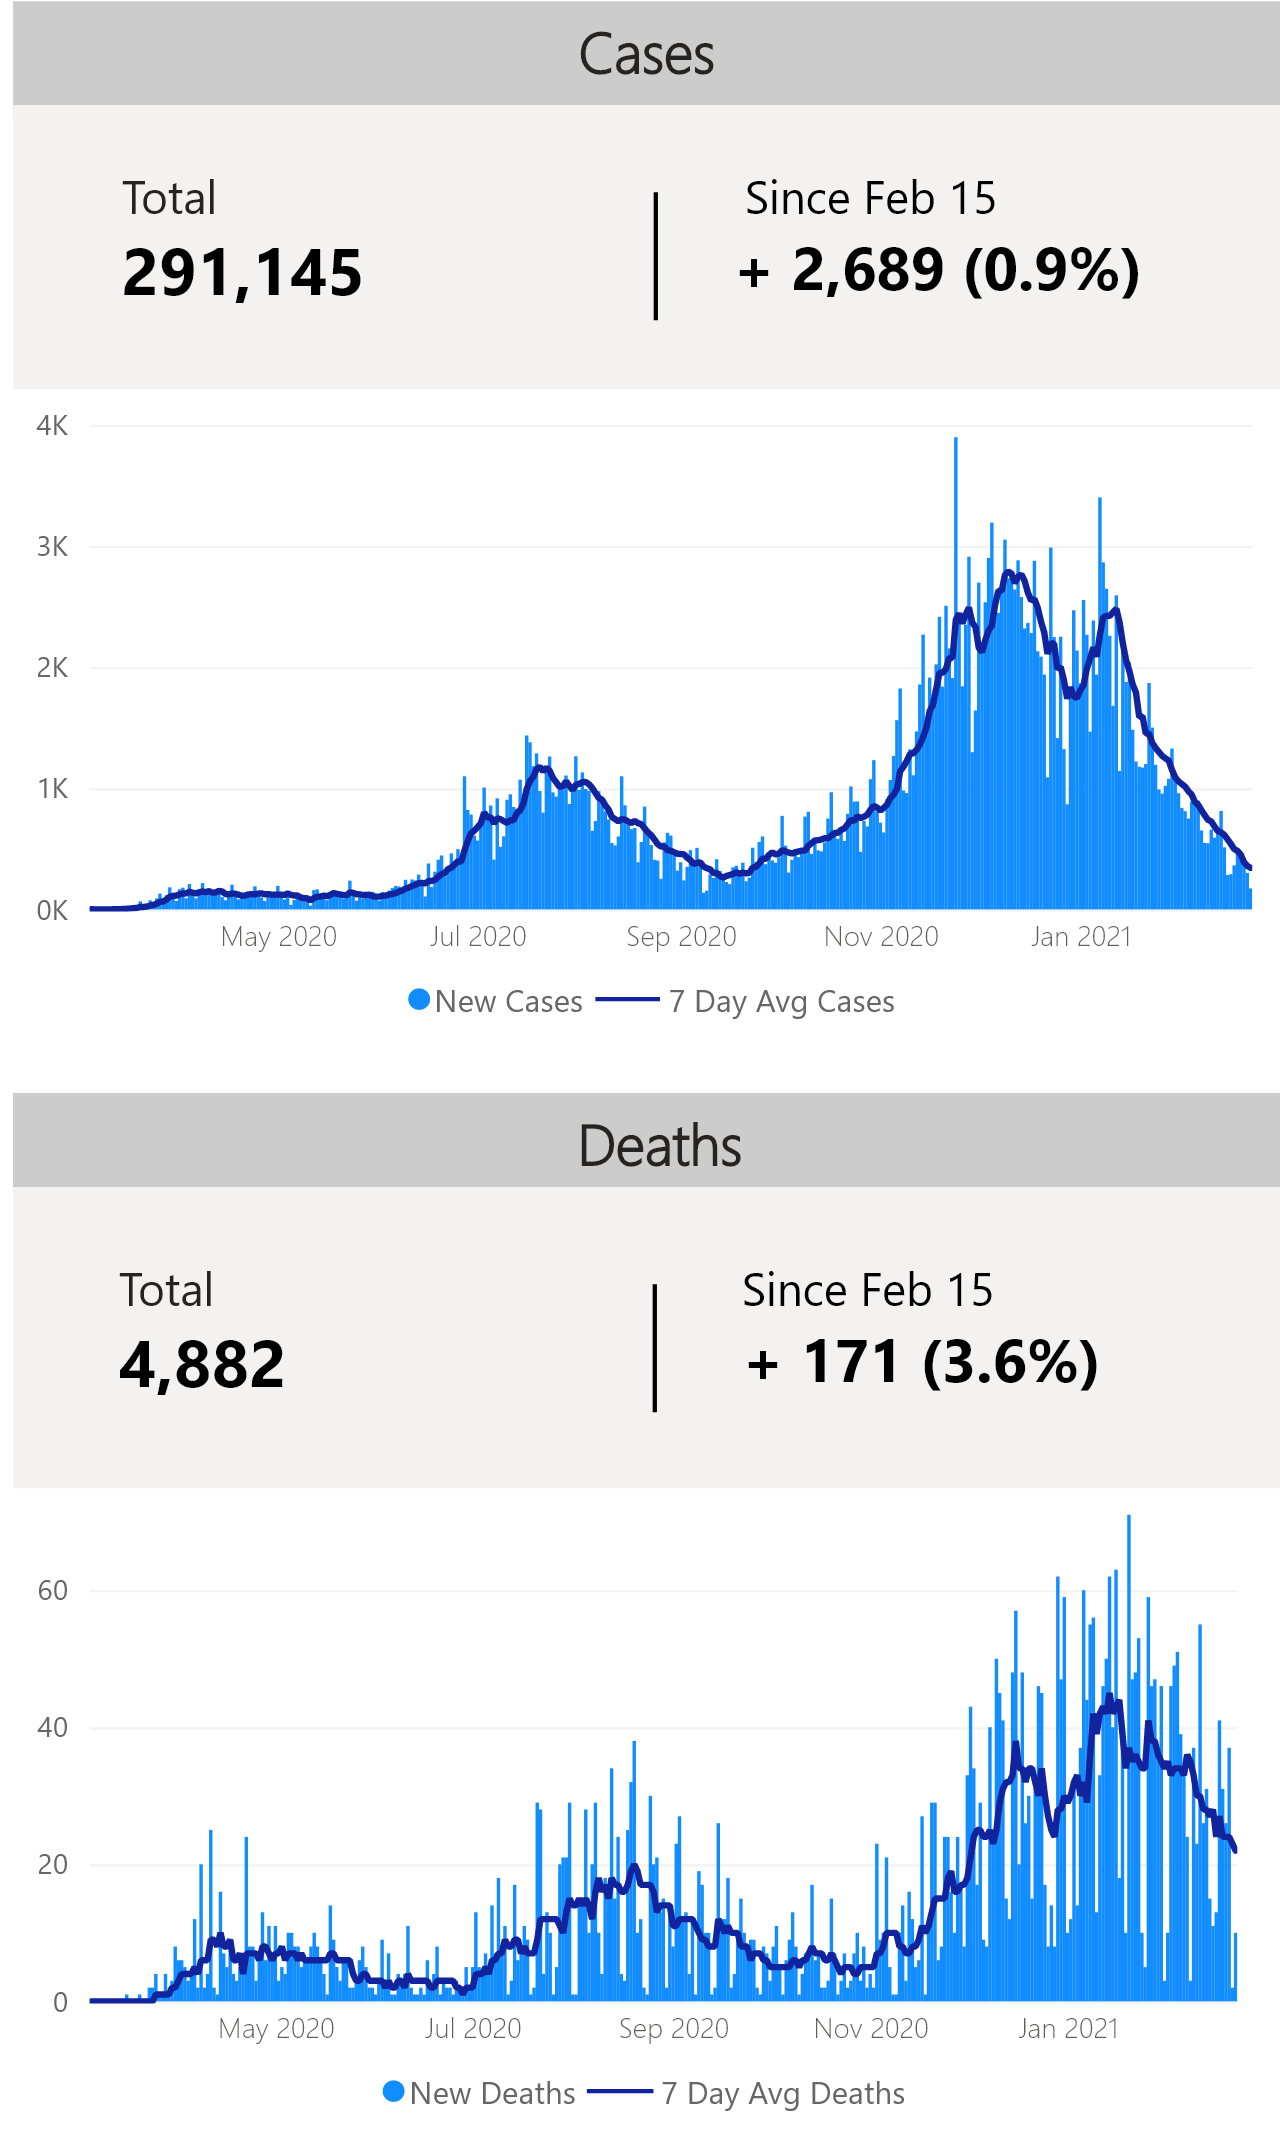 Cases
Total
Since Feb 15
291,145
+ 2,689 (0.9%)
4K
3K
2K
1K
0K
May 2020
Jul 2020
Sep 2020
Nov 2020
Jan 2021
New Cases
7 Day Avg Cases
Deaths
Total
Since Feb 15
4,882
+ 171 (3.6%)
60
40
20
0
May 2020
Jul 2020
Sep 2020
Nov 2020
Jan 2021
New Deaths
7 Day Avg Deaths